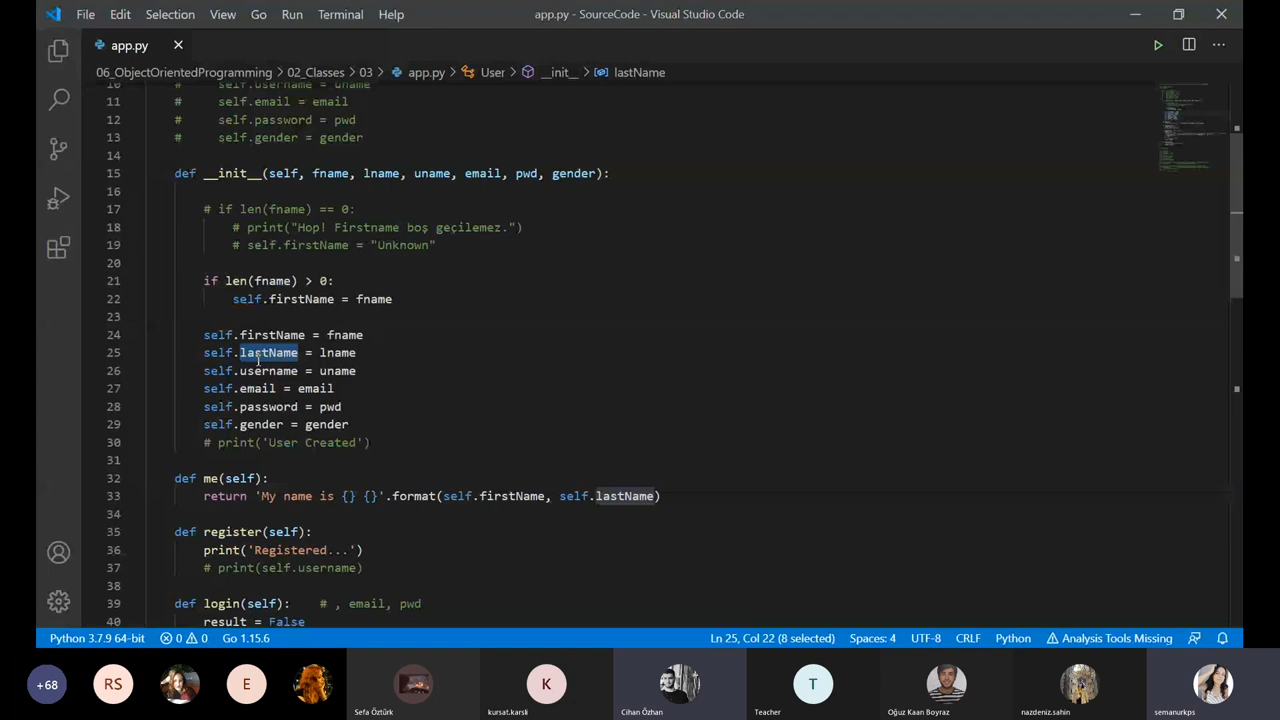 File Edit Selection View Go Run Terminal Help app.py - SourceCode - Visual Studio Code
app.py
06_ObjectOrientedProgramming > 02_Classes > 03 > app.py > User > __init__ > lastName
10 # self.username = uname
11 # self.email = email
12 # self.password = pwd
13 # self.gender = gender
14
15 def __init__(self, fname, lname, uname, email, pwd, gender):
16
17 # if len(fname) == 0:
18 # print("Hop! Firstname boş geçilemez.")
19 # self.firstName = "Unknown"
20
21 if len(fname) > 0:
22 self.firstName = fname
23
24 self.firstName = fname
25 self.lastName = lname
26 self.username = uname
27 self.email = email
28 self.password = pwd
29 self.gender = gender
30 # print('User Created')
31
32 def me(self):
33 return 'My name is {} {}'.format(self.firstName, self.lastName)
34
35 def register(self):
36 print('Registered...')
37 # print(self.username)
38
39 def login(self): # , email, pwd
40 result = False
Python 3.7.9 64-bit 0 0 Go 1.15.6 Ln 25, Col 22 (8 selected) Spaces: 4 UTF-8 CRLF Python Analysis Tools Missing
+68 RS E K T
Sefa Öztürk kursat.karsli Cihan Özhan Teacher Oğuz Kaan Boyraz nazdeniz.sahin semanurkps